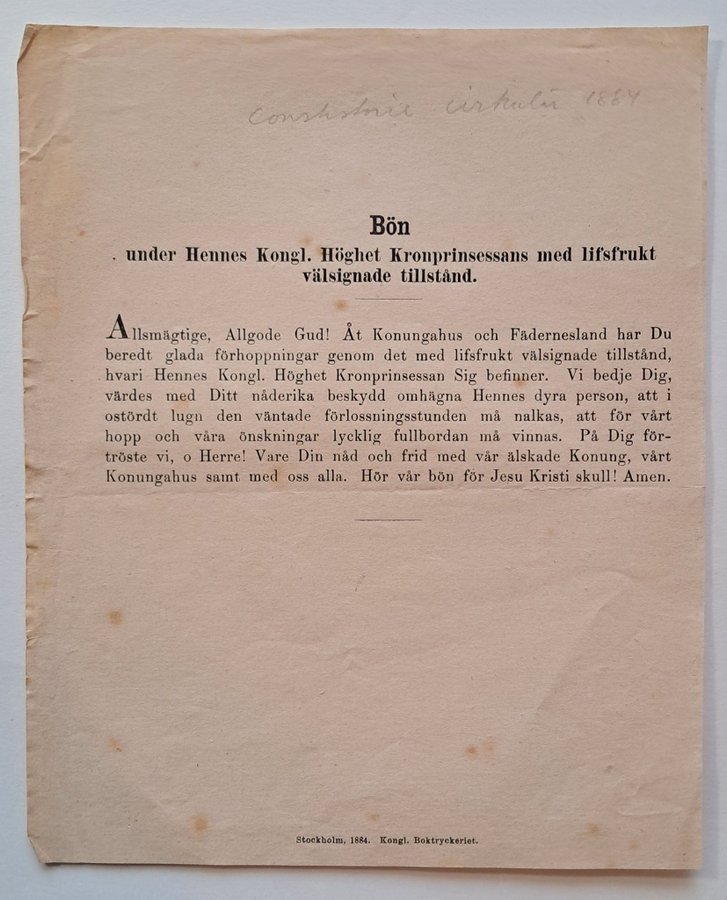 Consistorie cirkulär 1884
Bön
under Hennes Kongl. Höghet Kronprinsessans med lifsfrukt
välsignade tillstånd.
Allsmägtige, Allgode Gud! Åt Konungahus och Fädernesland har Du
beredt glada förhoppningar genom det med lifsfrukt välsignade tillstånd,
hvari Hennes Kongl. Höghet Kronprinsessan Sig befinner. Vi bedje Dig,
värdes med Ditt nåderika beskydd omhägna Hennes dyra person, att i
ostördt lugn den väntade förlossningsstunden må nalkas, att för vårt
hopp och våra önskningar lycklig fullbordan må vinnas. På Dig för-
tröste vi, o Herre! Vare Din nåd och frid med vår älskade Konung, vårt
Konungahus samt med oss alla. Hör vår bön för Jesu Kristi skull! Amen.
Stockholm, 1884. Kongl. Boktryckeriet.